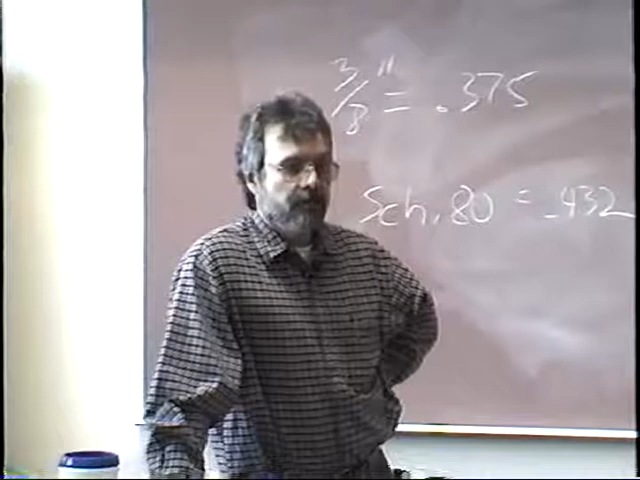 3/8" = .375
Sch. 80 = .432